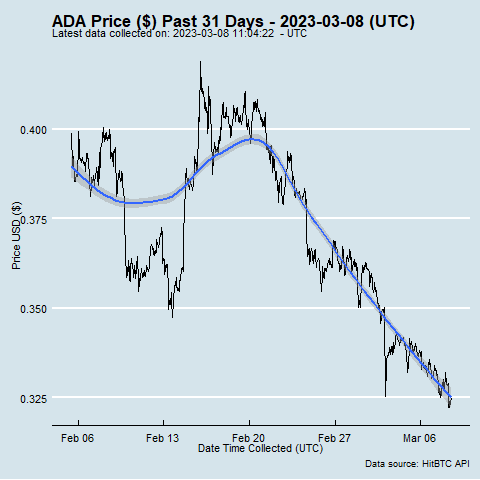 ADA Price ($) Past 31 Days - 2023-03-08 (UTC)
Latest data collected on: 2023-03-08 11:04:22  - UTC
Price USD ($)
0.400
0.375
0.350
0.325
Feb 06 Feb 13 Feb 20 Feb 27 Mar 06
Date Time Collected (UTC)
Data source: HitBTC API